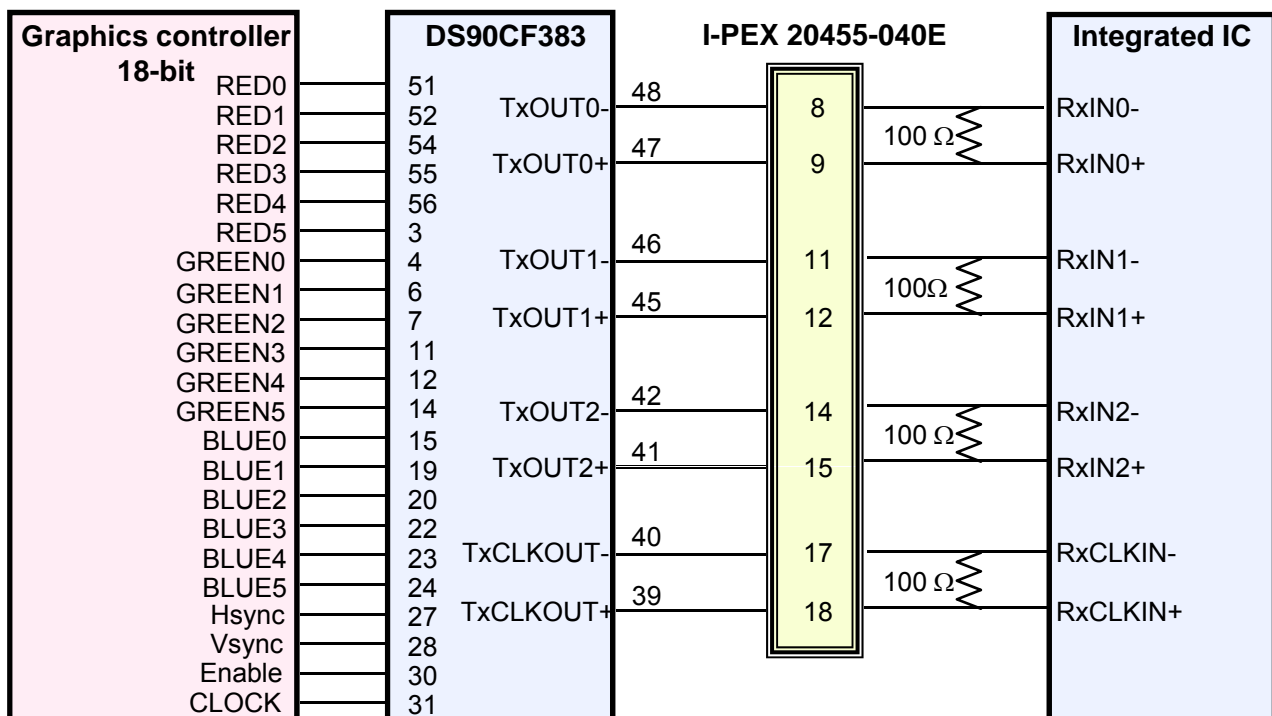 Graphics controller
18-bit
RED0
RED1
RED2
RED3
RED4
RED5
GREEN0
GREEN1
GREEN2
GREEN3
GREEN4
GREEN5
BLUE0
BLUE1
BLUE2
BLUE3
BLUE4
BLUE5
Hsync
Vsync
Enable
CLOCK
DS90CF383
51
52
54
55
56
3
4
6
7
11
12
14
15
19
20
22
23
24
27
28
30
31
TxOUT0-
TxOUT0+
TxOUT1-
TxOUT1+
TxOUT2-
TxOUT2+
TxCLKOUT-
TxCLKOUT+
48
47
46
45
42
41
40
39
I-PEX 20455-040E
8
9
11
12
14
15
17
18
100 Ω
100Ω
100 Ω
100 Ω
Integrated IC
RxIN0-
RxIN0+
RxIN1-
RxIN1+
RxIN2-
RxIN2+
RxCLKIN-
RxCLKIN+